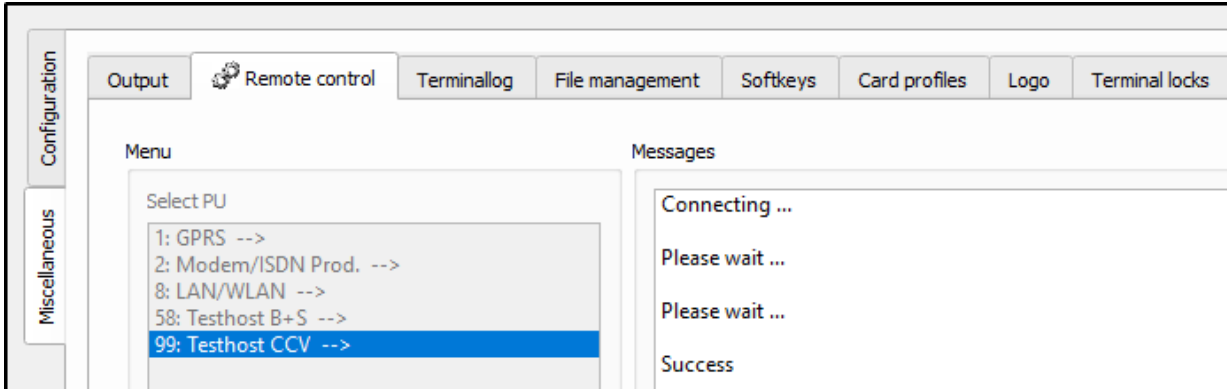 Configuration
Miscellaneous
Output
Remote control
Terminallog
File management
Softkeys
Card profiles
Logo
Terminal locks
Menu
Select PU
1: GPRS -->
2: Modem/ISDN Prod. -->
8: LAN/WLAN -->
58: Testhost B+S -->
99: Testhost CCV -->
Messages
Connecting ...
Please wait ...
Please wait ...
Success